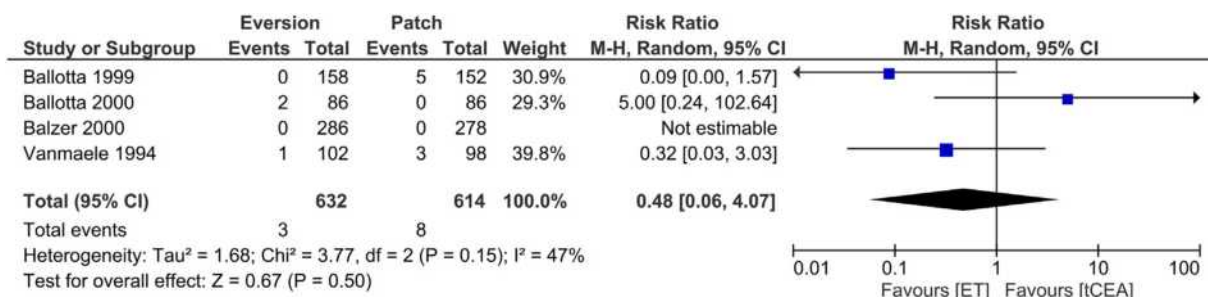 Eversion Patch Risk Ratio Risk Ratio
Study or Subgroup Events Total Events Total Weight M-H, Random, 95% CI M-H, Random, 95% CI
Ballotta 1999 0 158 5 152 30.9% 0.09 [0.00, 1.57]
Ballotta 2000 2 86 0 86 29.3% 5.00 [0.24, 102.64]
Balzer 2000 0 286 0 278 Not estimable
Vanmaele 1994 1 102 3 98 39.8% 0.32 [0.03, 3.03]
Total (95% CI) 632 614 100.0% 0.48 [0.06, 4.07]
Total events 3 8
Heterogeneity: Tau² = 1.68; Chi² = 3.77, df = 2 (P = 0.15); I² = 47%
Test for overall effect: Z = 0.67 (P = 0.50)
0.01 0.1 1 10 100
Favours [ET] Favours [tCEA]